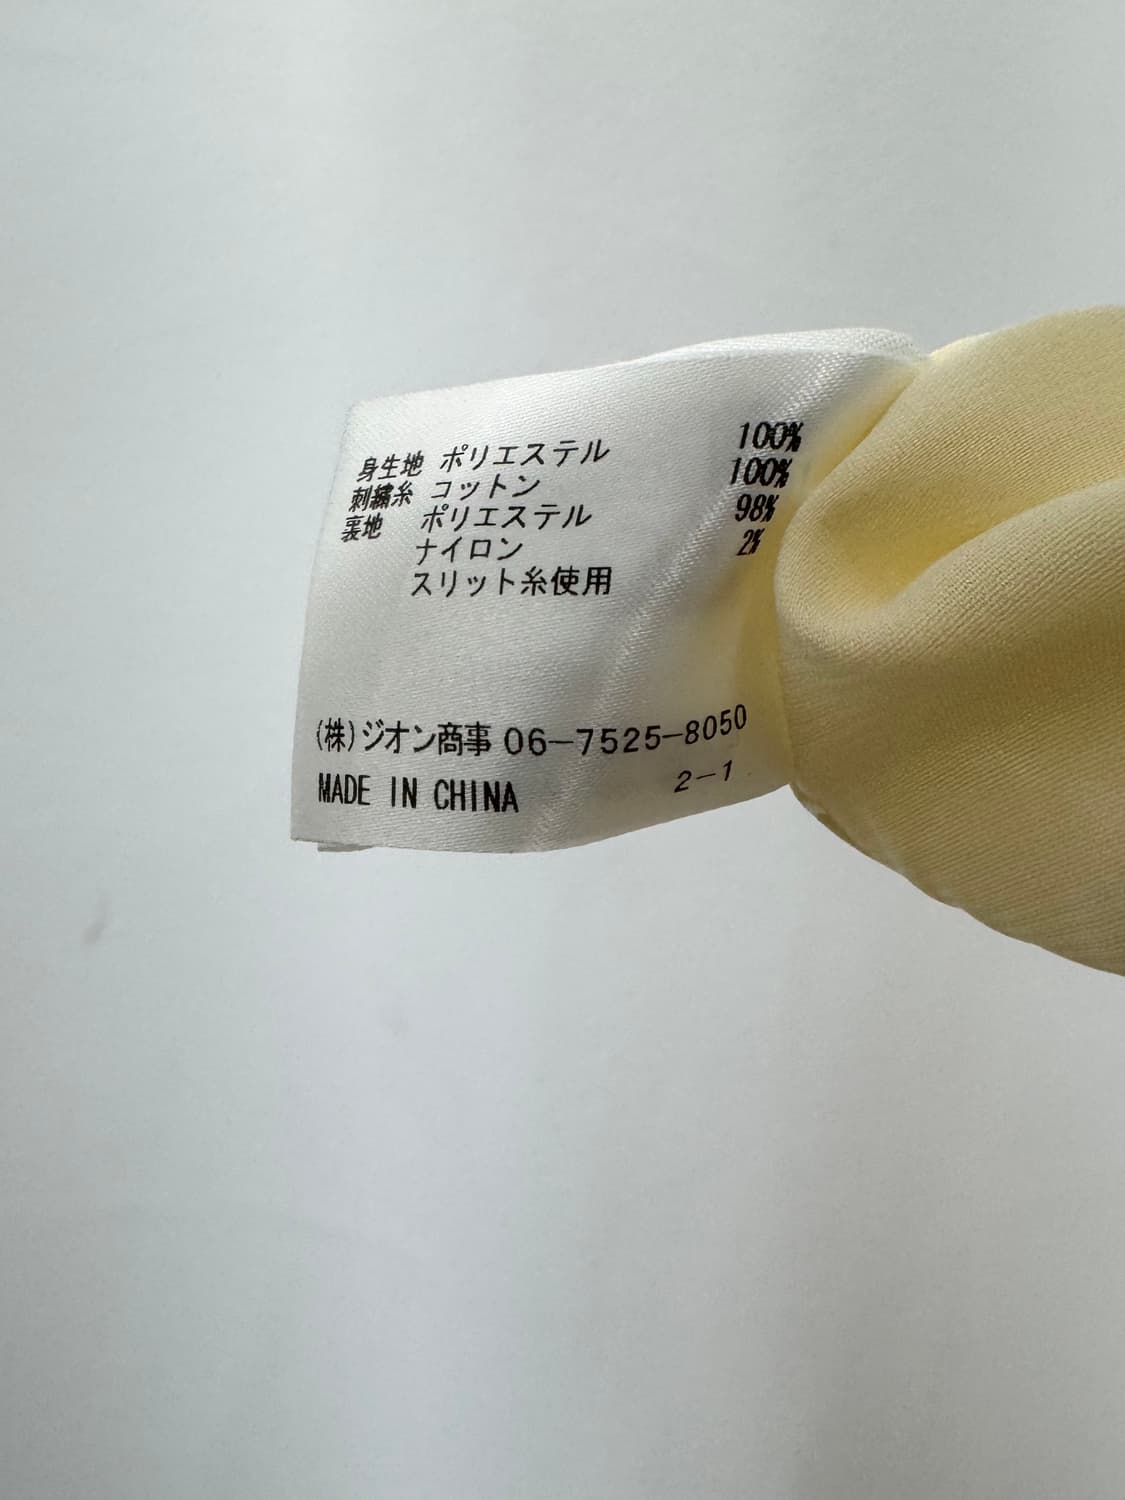 身生地 ポリエステル 100%
刺繍糸 コットン 100%
裏地 ポリエステル 98%
ナイロン 2%
スリット糸使用
(株)ジオン商事 06-7525-8050
MADE IN CHINA 2-1